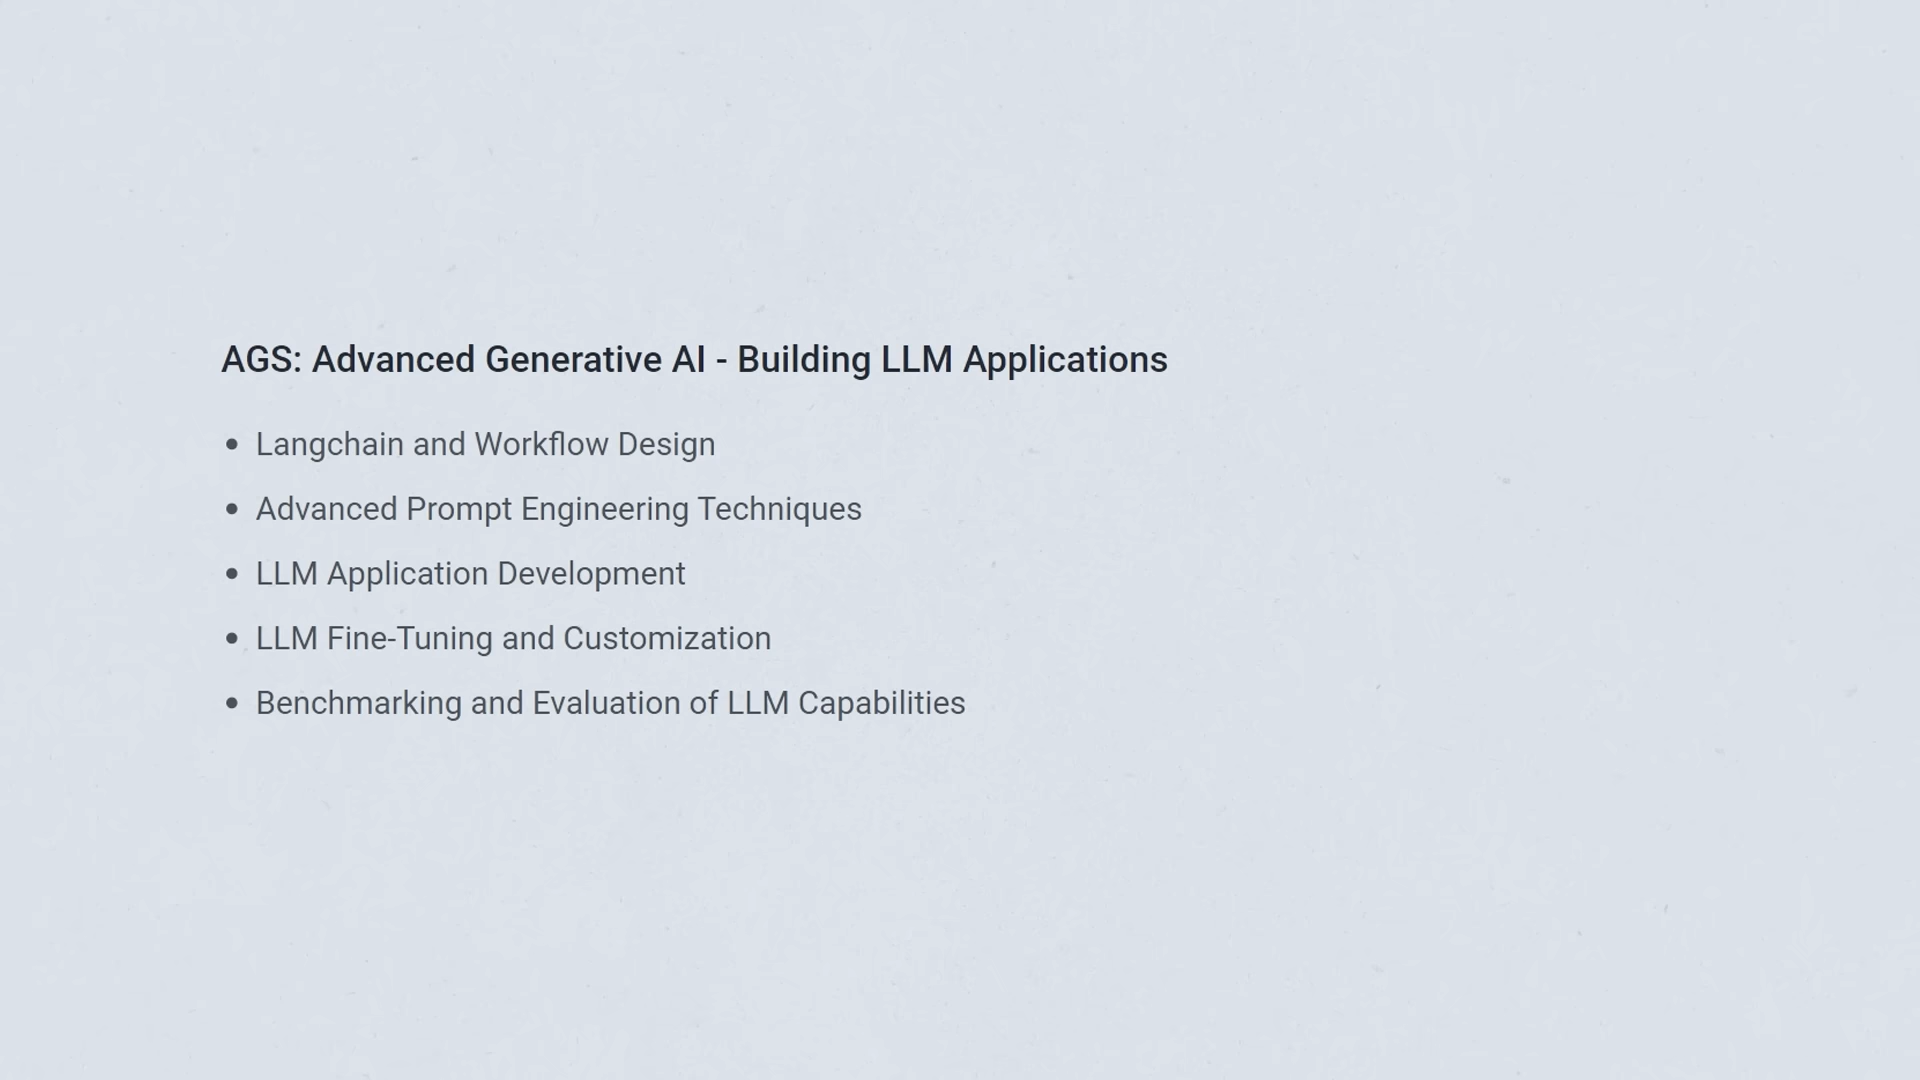 AGS: Advanced Generative AI - Building LLM Applications
• Langchain and Workflow Design
• Advanced Prompt Engineering Techniques
• LLM Application Development
• LLM Fine-Tuning and Customization
• Benchmarking and Evaluation of LLM Capabilities